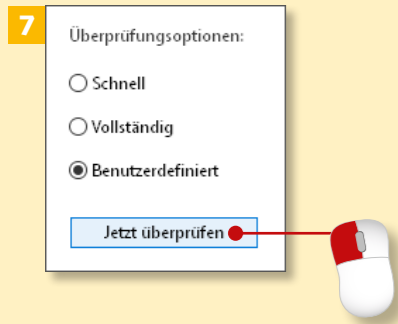 7
Überprüfungsoptionen:
Schnell
Vollständig
Benutzerdefiniert
Jetzt überprüfen